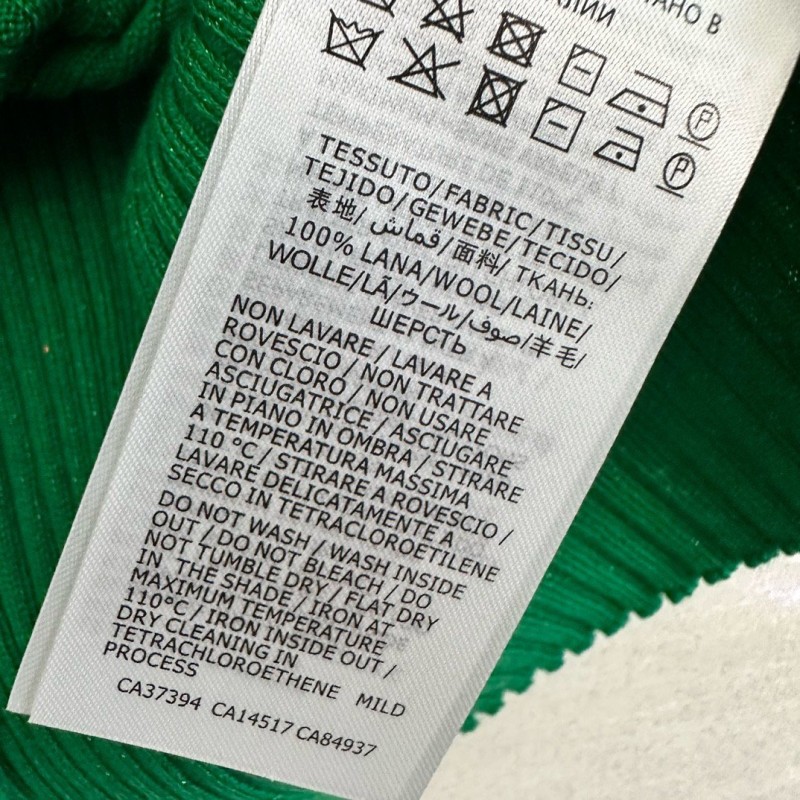 АНО В
ЛИИ
TESSUTO/FABRIC/TISSU/
TEJIDO/GEWEBE/TECIDO/
表地/قماش/面料/ ТКАНЬ:
100% LANA/WOOL/LAINE/
WOLLE/LÃ/ウール/صوف/羊毛/
ШЕРСТЬ
NON LAVARE / LAVARE A
ROVESCIO / NON TRATTARE
CON CLORO / NON USARE
ASCIUGATRICE / ASCIUGARE
IN PIANO IN OMBRA / STIRARE
A TEMPERATURA MASSIMA
110 °C / STIRARE A ROVESCIO /
LAVARE DELICATAMENTE A
SECCO IN TETRACLOROETILENE
DO NOT WASH / WASH INSIDE
OUT / DO NOT BLEACH / DO
NOT TUMBLE DRY / FLAT DRY
IN THE SHADE / IRON AT
MAXIMUM TEMPERATURE
110°C / IRON INSIDE OUT /
DRY CLEANING IN
TETRACHLOROETHENE MILD
PROCESS
CA37394 CA14517 CA84937